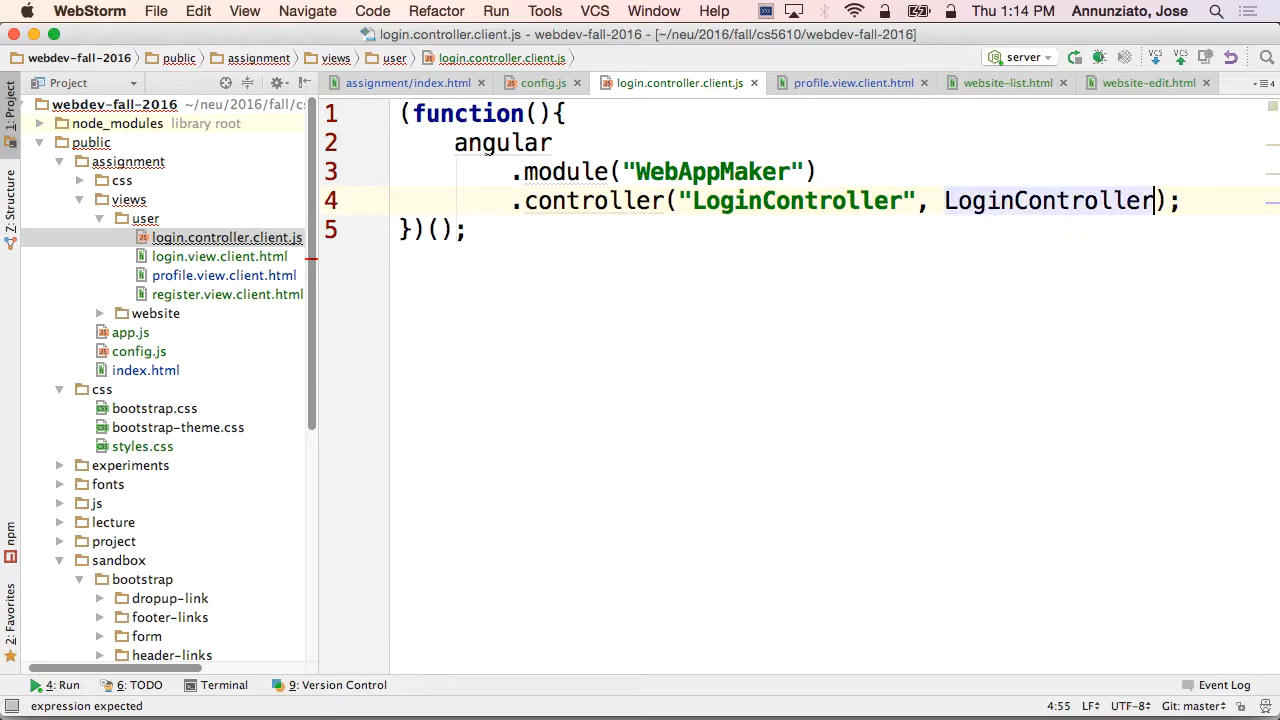 WebStorm File Edit View Navigate Code Refactor Run Tools VCS Window Help Thu 1:14 PM Annunziato, Jose
login.controller.client.js - webdev-fall-2016 - [~/neu/2016/fall/cs5610/webdev-fall-2016]
webdev-fall-2016 public assignment views user login.controller.client.js server VCS VCS
Project assignment/index.html config.js login.controller.client.js profile.view.client.html website-list.html website-edit.html 4
1: Project
Z: Structure
npm
2: Favorites
webdev-fall-2016 ~/neu/2016/fall/cs
node_modules library root
public
assignment
css
views
user
login.controller.client.js
login.view.client.html
profile.view.client.html
register.view.client.html
website
app.js
config.js
index.html
css
bootstrap.css
bootstrap-theme.css
styles.css
experiments
fonts
js
lecture
project
sandbox
bootstrap
dropup-link
footer-links
form
header-links
1 (function(){
2 angular
3 .module("WebAppMaker")
4 .controller("LoginController", LoginController);
5 })();
4: Run 6: TODO Terminal 9: Version Control Event Log
expression expected 4:55 LF÷ UTF-8÷ Git: master÷